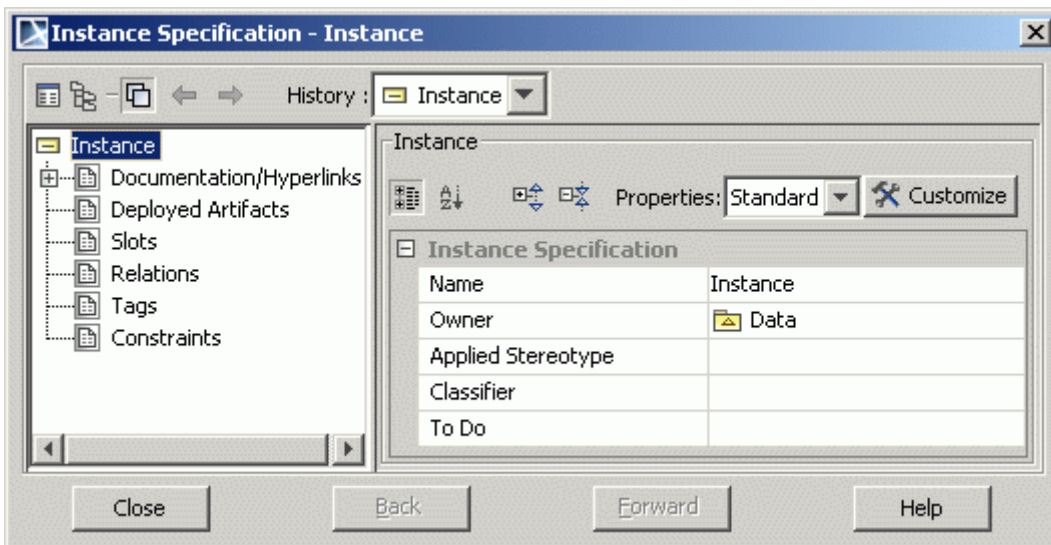 Instance Specification - Instance
History : Instance
Instance
Documentation/Hyperlinks
Deployed Artifacts
Slots
Relations
Tags
Constraints
Instance
Properties: Standard Customize
Instance Specification
Name Instance
Owner Data
Applied Stereotype
Classifier
To Do
Close Back Forward Help